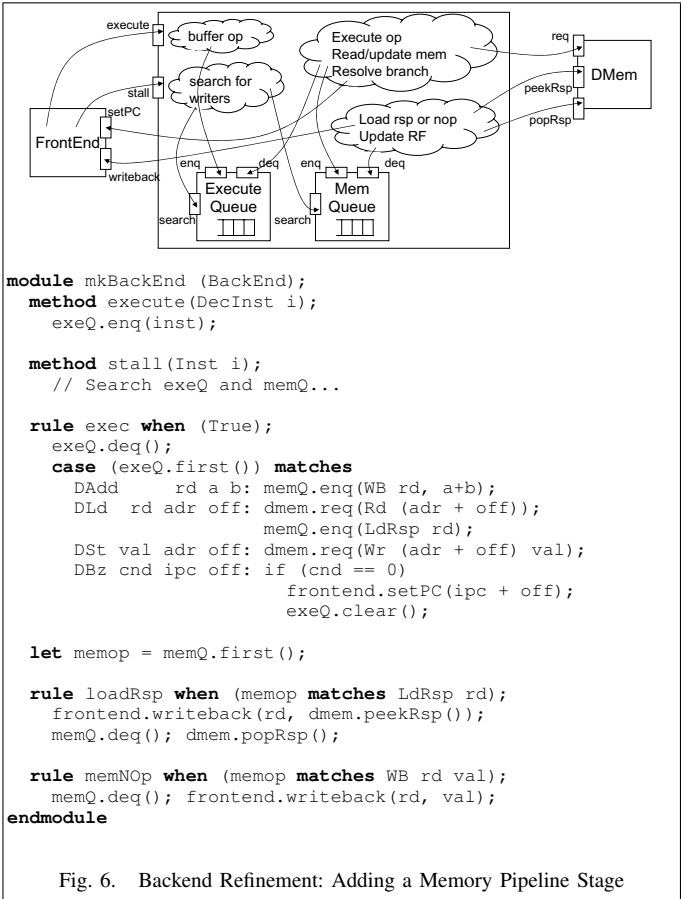 execute
buffer op
Execute op
Read/update mem
Resolve branch
req
DMem
stall
search for
writers
peekRsp
setPC
FrontEnd
Load rsp or nop
Update RF
popRsp
writeback
enq
deq
enq
deq
Execute
Queue
Mem
Queue
search
search
module mkBackEnd (BackEnd);
method execute(DecInst i);
exeQ.enq(inst);
method stall(Inst i);
// Search exeQ and memQ...
rule exec when (True);
exeQ.deq();
case (exeQ.first()) matches
DAdd rd a b: memQ.enq(WB rd, a+b);
DLd rd adr off: dmem.req(Rd (adr + off));
memQ.enq(LdRsp rd);
DSt val adr off: dmem.req(Wr (adr + off) val);
DBz cnd ipc off: if (cnd == 0)
frontend.setPC(ipc + off);
exeQ.clear();
let memop = memQ.first();
rule loadRsp when (memop matches LdRsp rd);
frontend.writeback(rd, dmem.peekRsp());
memQ.deq(); dmem.popRsp();
rule memNOp when (memop matches WB rd val);
memQ.deq(); frontend.writeback(rd, val);
endmodule
Fig. 6. Backend Refinement: Adding a Memory Pipeline Stage